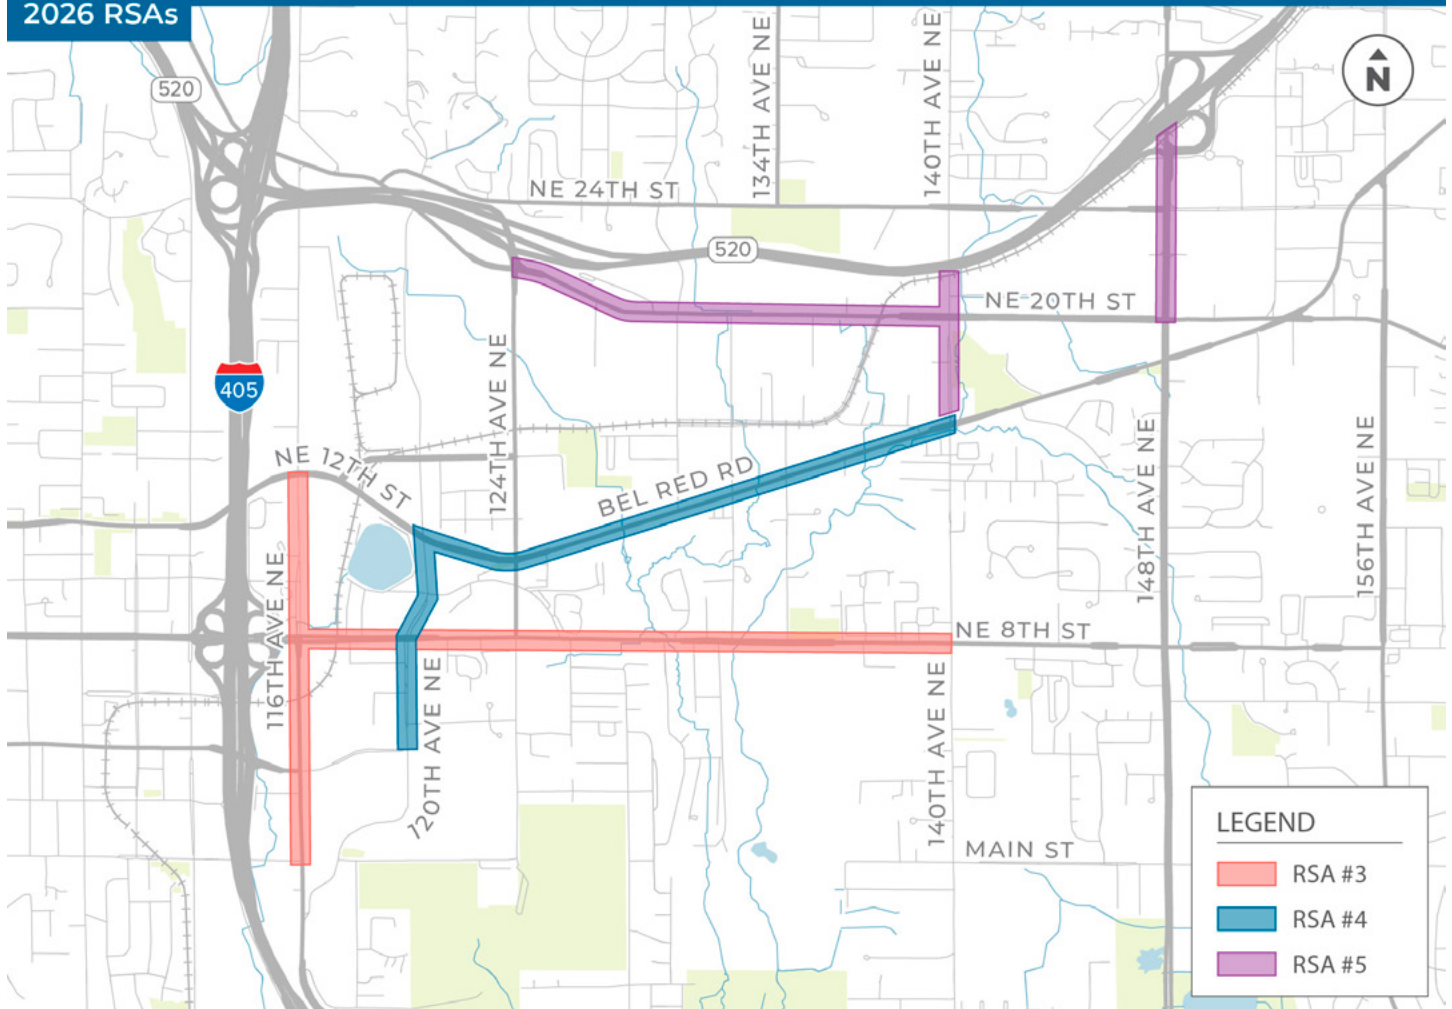 2026 RSAs
520
134TH AVE NE
140TH AVE NE
N
NE 24TH ST
520
NE 20TH ST
405
124TH AVE NE
NE 12TH ST
BEL RED RD
148TH AVE NE
156TH AVE NE
116TH AVE NE
NE 8TH ST
120TH AVE NE
140TH AVE NE
MAIN ST
LEGEND
RSA #3
RSA #4
RSA #5